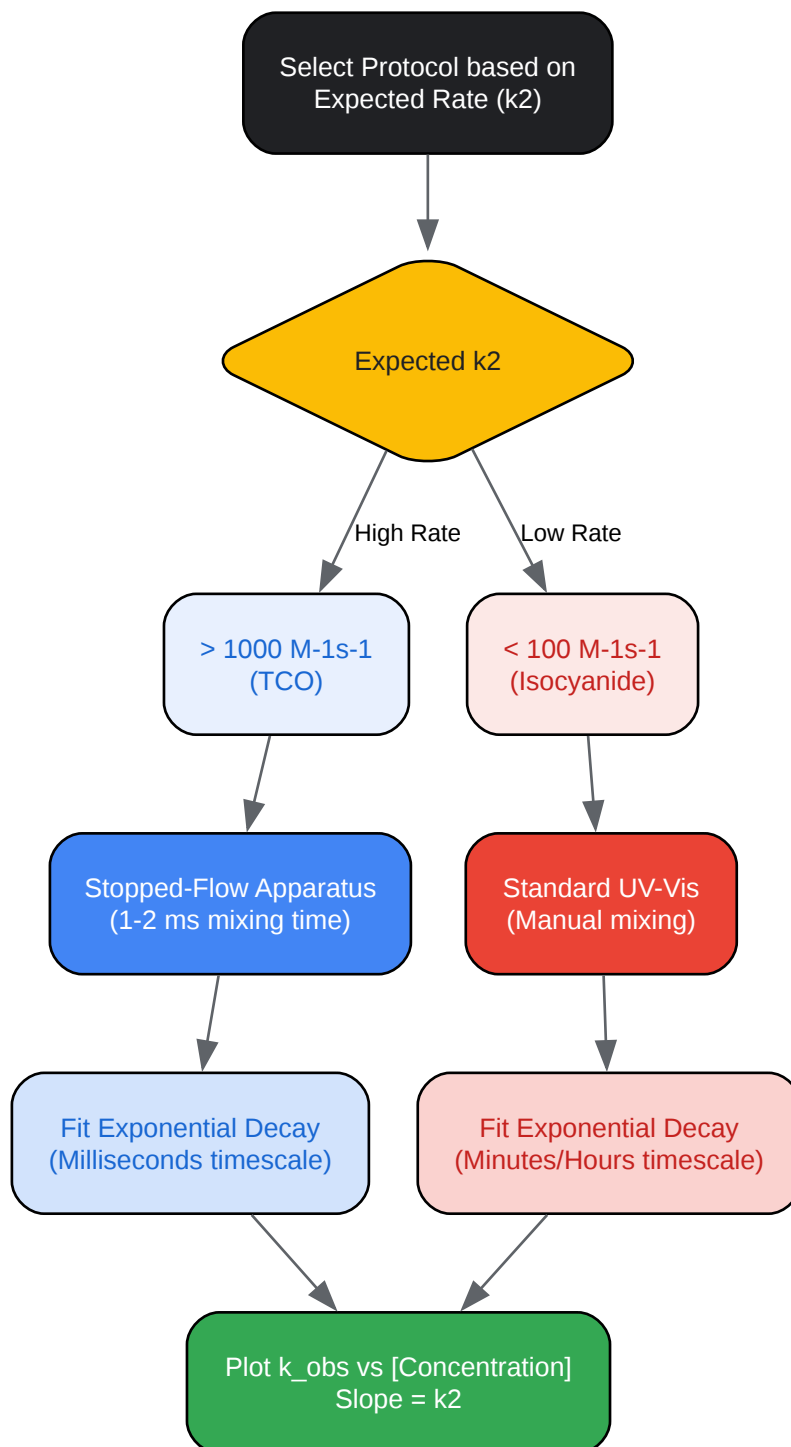 Select Protocol based on
Expected Rate (k2)
Expected k2
High Rate
Low Rate
> 1000 M-1s-1
(TCO)
< 100 M-1s-1
(Isocyanide)
Stopped-Flow Apparatus
(1-2 ms mixing time)
Standard UV-Vis
(Manual mixing)
Fit Exponential Decay
(Milliseconds timescale)
Fit Exponential Decay
(Minutes/Hours timescale)
Plot k_obs vs [Concentration]
Slope = k2